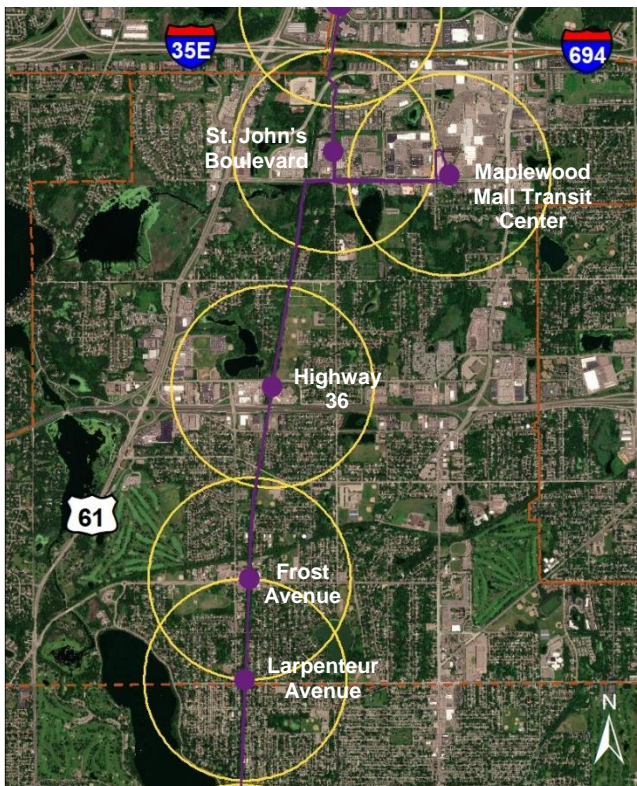 35E
694
St. John's
Boulevard
Maplewood
Mall Transit
Center
Highway
36
61
Frost
Avenue
Larpenteur
Avenue
N